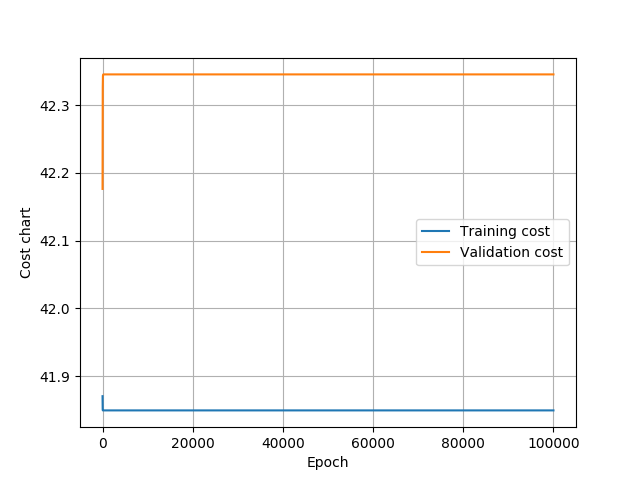 42.3
42.2
42.1
42.0
41.9
Cost chart
Training cost
Validation cost
0 20000 40000 60000 80000 100000
Epoch